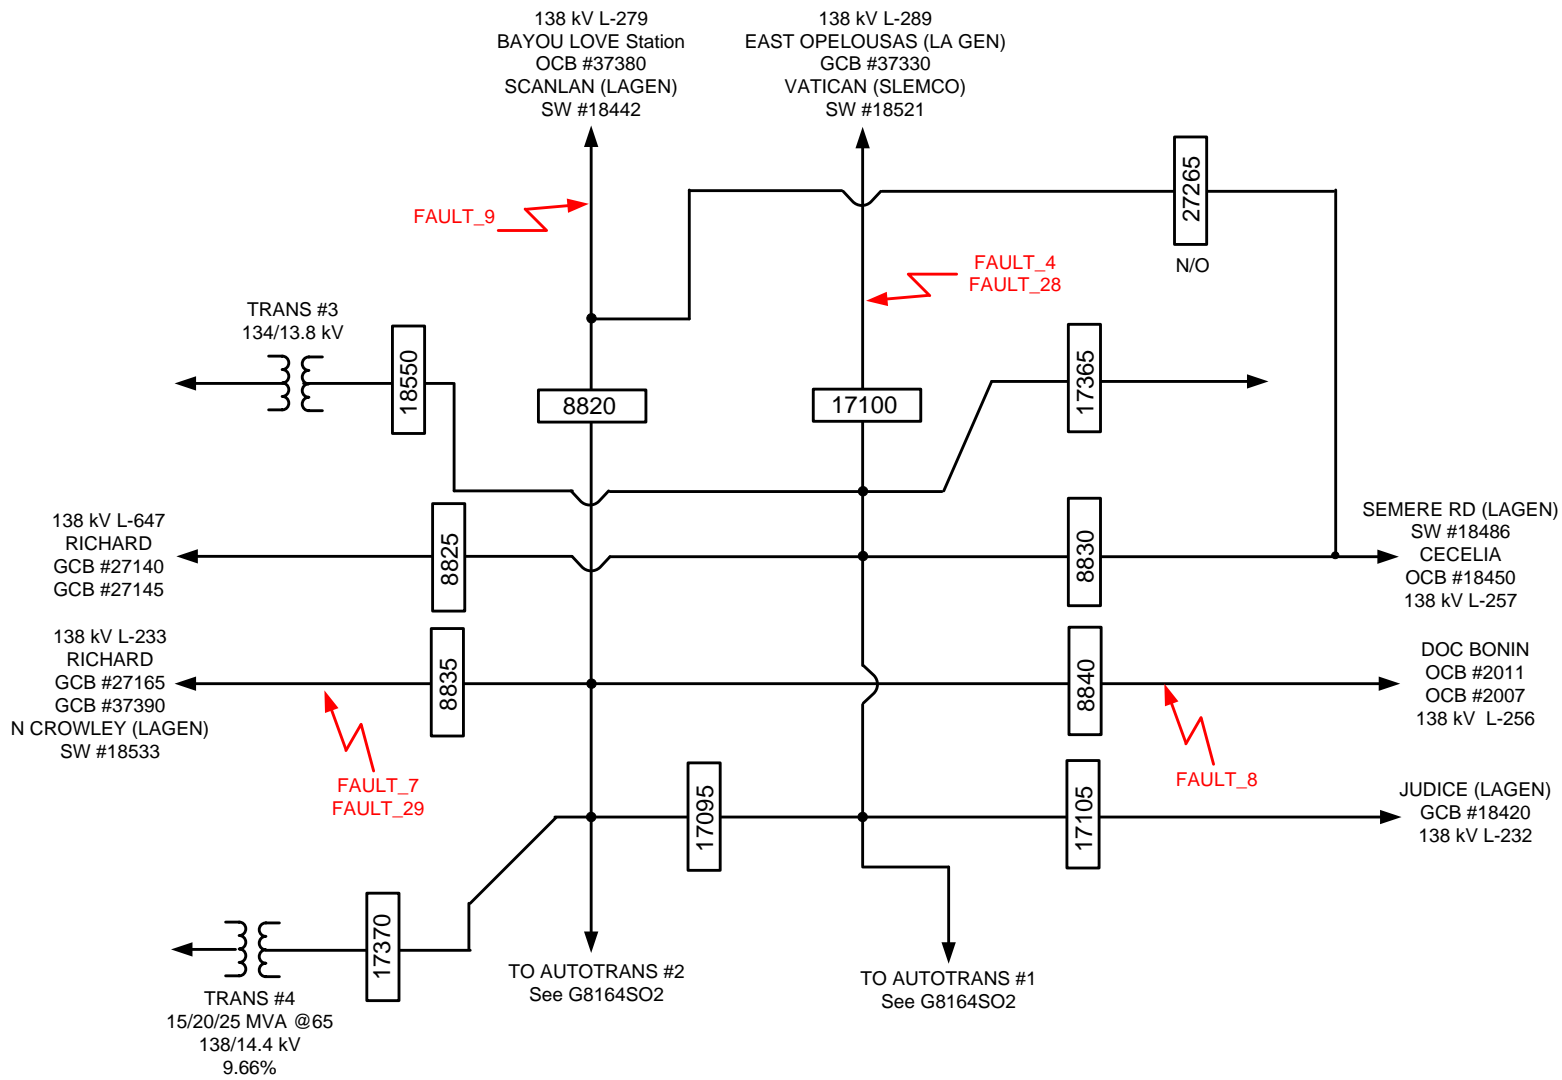 138 kV L-279
BAYOU LOVE Station
OCB #37380
SCANLAN (LAGEN)
SW #18442
138 kV L-289
EAST OPELOUSAS (LA GEN)
GCB #37330
VATICAN (SLEMCO)
SW #18521
27265
N/O
FAULT_9
FAULT_4
FAULT_28
TRANS #3
134/13.8 kV
18550
8820
17100
17365
138 kV L-647
RICHARD
GCB #27140
GCB #27145
8825
8830
SEMERE RD (LAGEN)
SW #18486
CECELIA
OCB #18450
138 kV L-257
138 kV L-233
RICHARD
GCB #27165
GCB #37390
N CROWLEY (LAGEN)
SW #18533
8835
8840
DOC BONIN
OCB #2011
OCB #2007
138 kV  L-256
FAULT_7
FAULT_29
FAULT_8
17095
17105
JUDICE (LAGEN)
GCB #18420
138 kV L-232
17370
TRANS #4
15/20/25 MVA @65
138/14.4 kV
9.66%
TO AUTOTRANS #2
See G8164SO2
TO AUTOTRANS #1
See G8164SO2